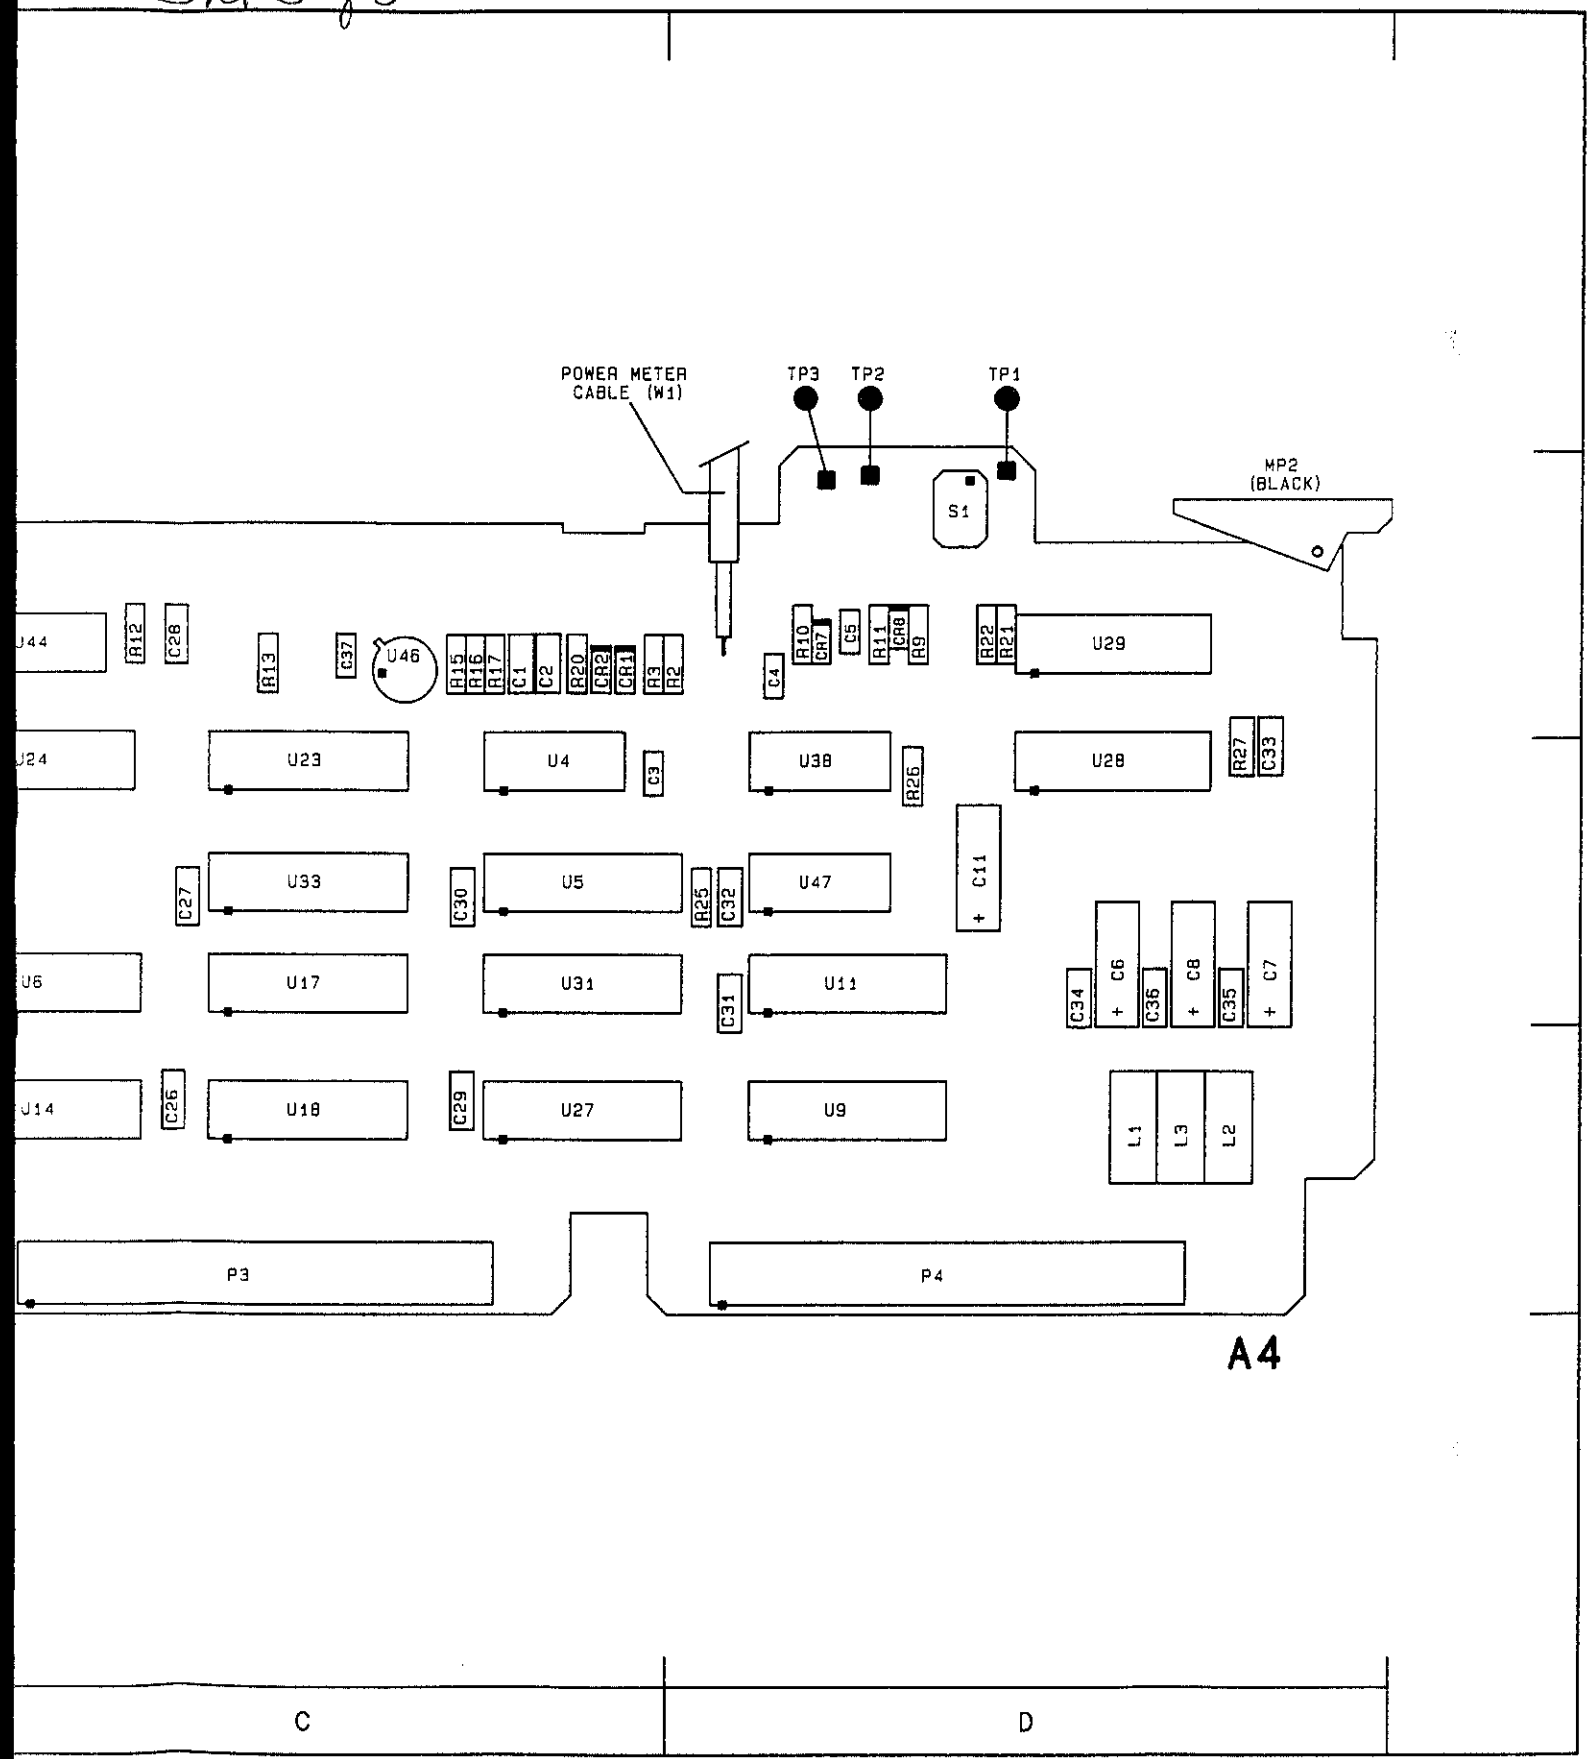 POWER METER
CABLE (W1)
TP3
TP2
TP1
MP2
(BLACK)
S1
U44
R12
C28
R13
C37
U46
R15
R16
R17
C1
C2
R20
CR2
CR1
R3
R2
C4
R10
CR7
C5
R11
CR8
R9
R22
R21
U29
U24
U23
U4
C3
U38
R26
U28
R27
C33
C27
U33
C30
U5
R25
C32
U47
C11
+
U6
U17
U31
C31
U11
C34
C6
+
C36
C8
+
C35
C7
+
U14
C26
U18
C29
U27
U9
L1
L3
L2
P3
P4
A4
C
D